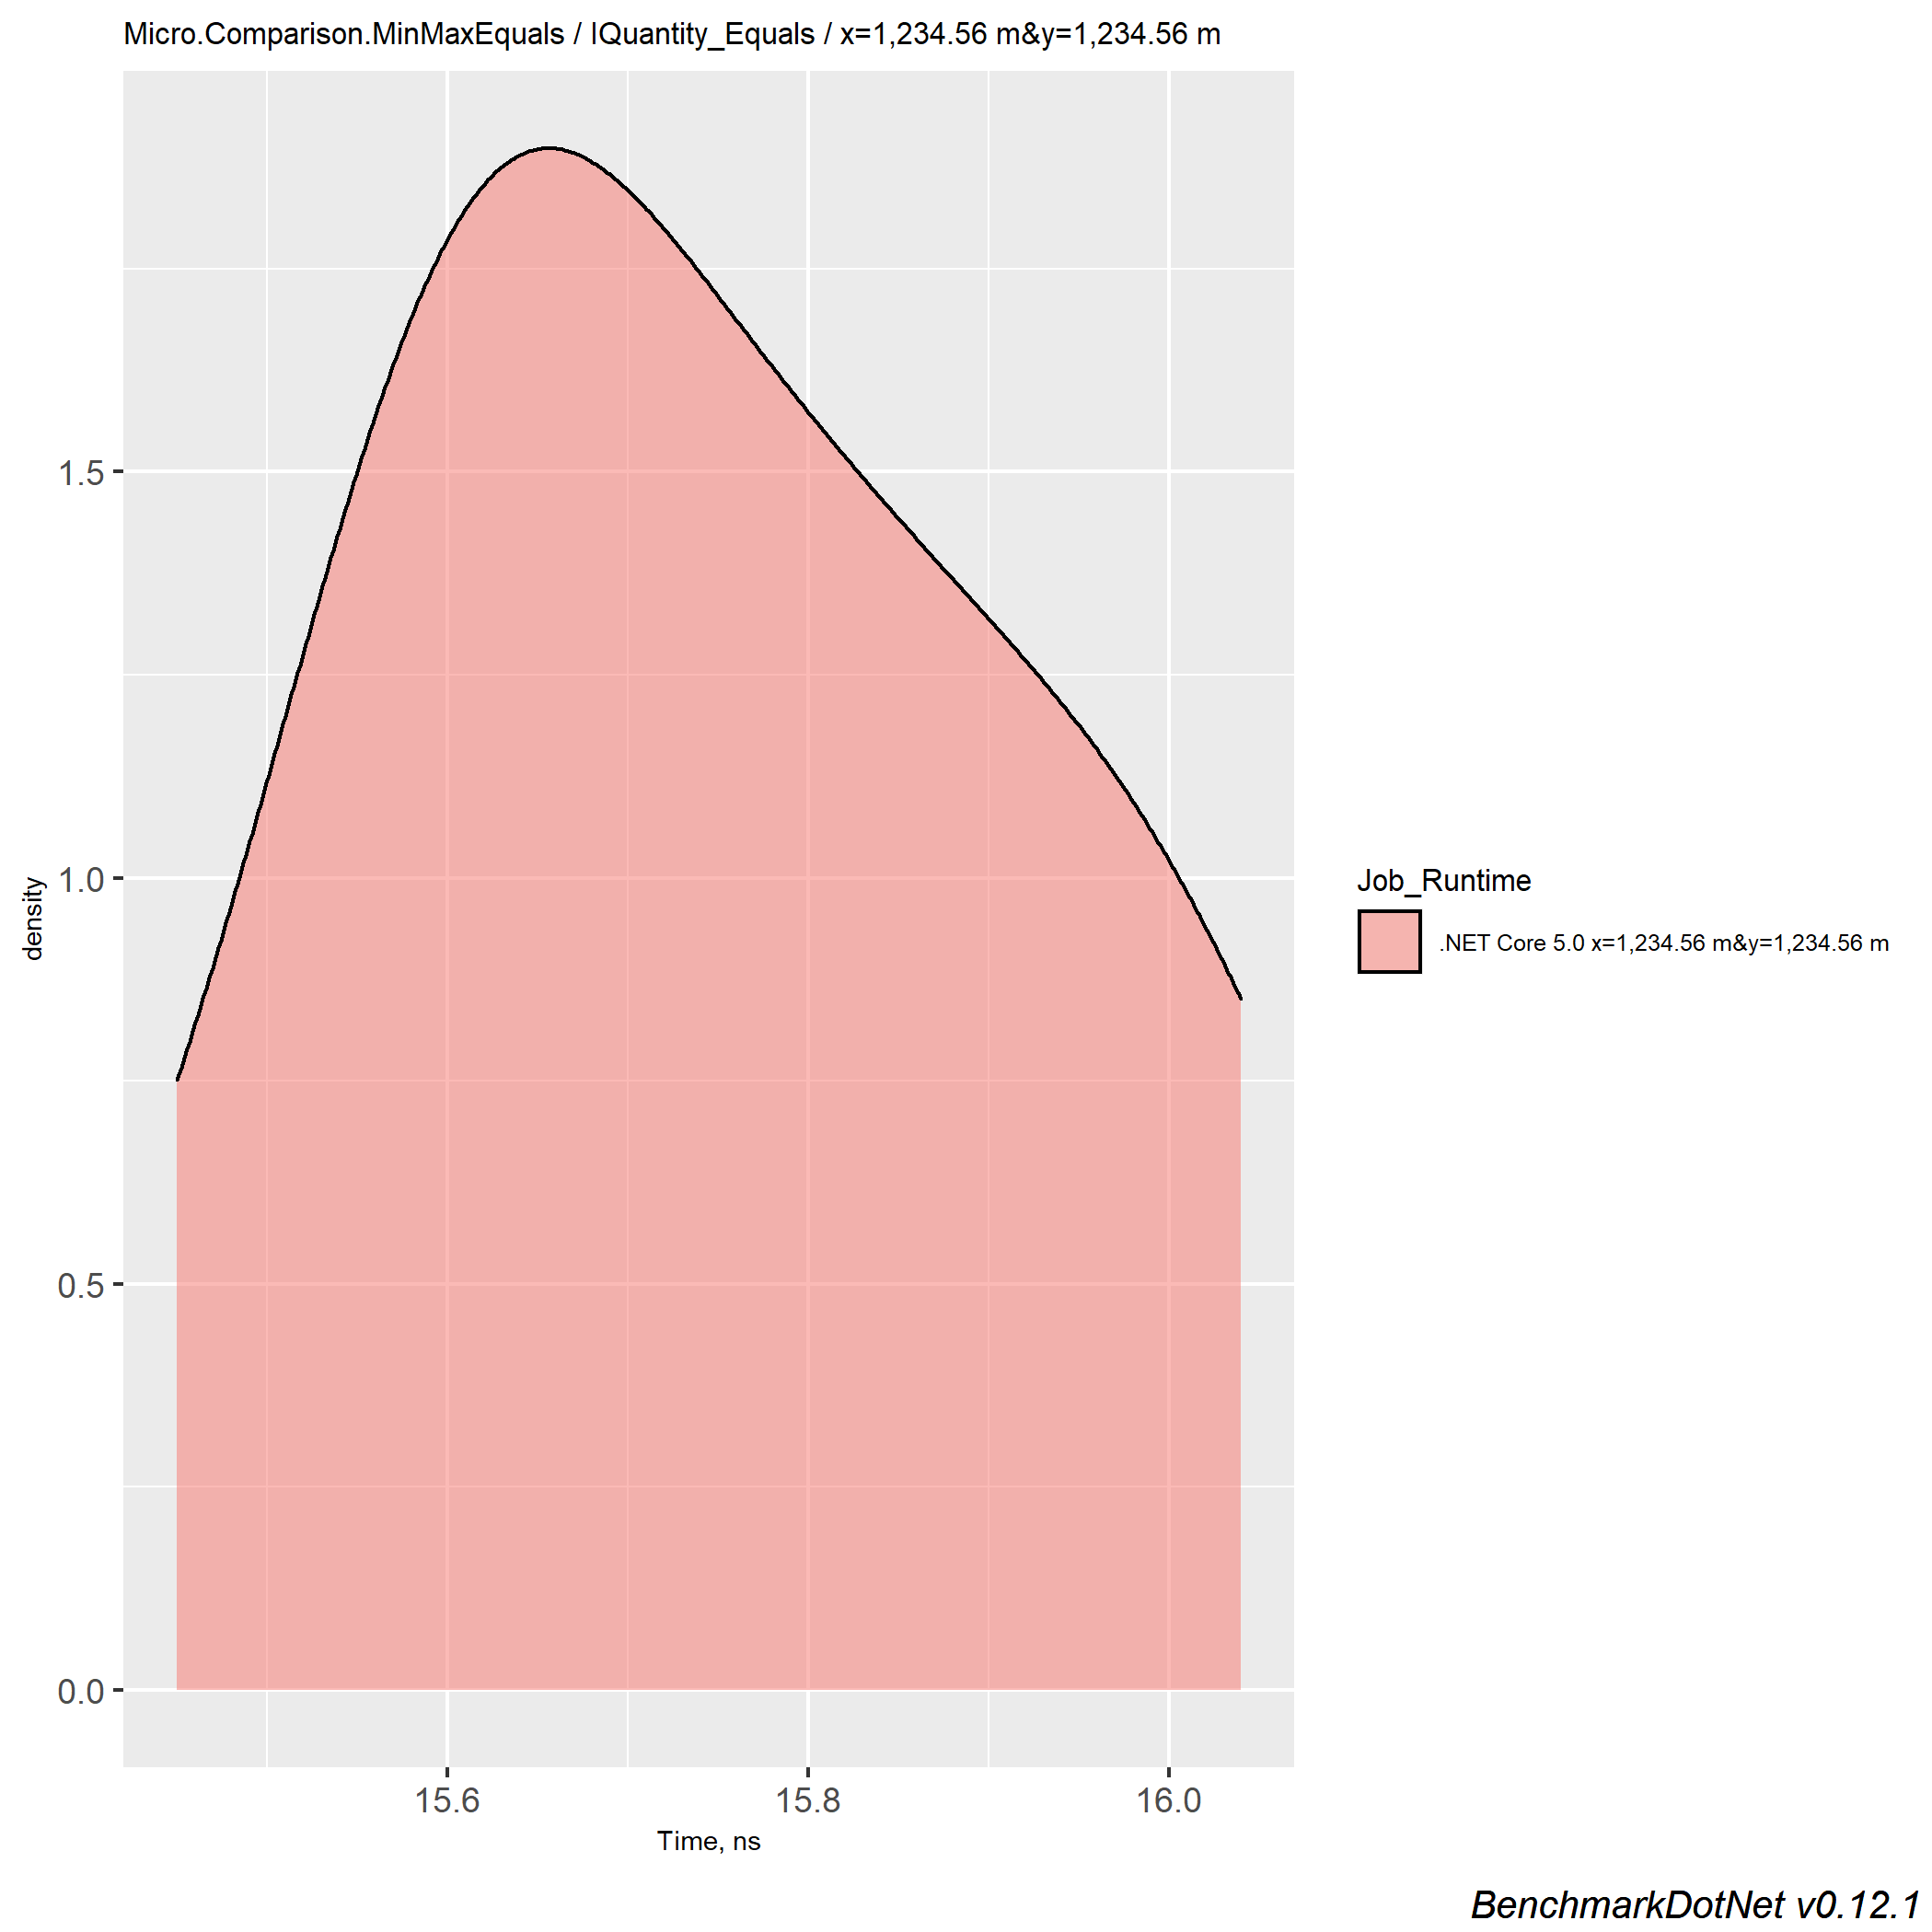 Micro.Comparison.MinMaxEquals / IQuantity_Equals / x=1,234.56 m&y=1,234.56 m
density
1.5
1.0
0.5
0.0
15.6 15.8 16.0
Time, ns
Job_Runtime
.NET Core 5.0 x=1,234.56 m&y=1,234.56 m
BenchmarkDotNet v0.12.1